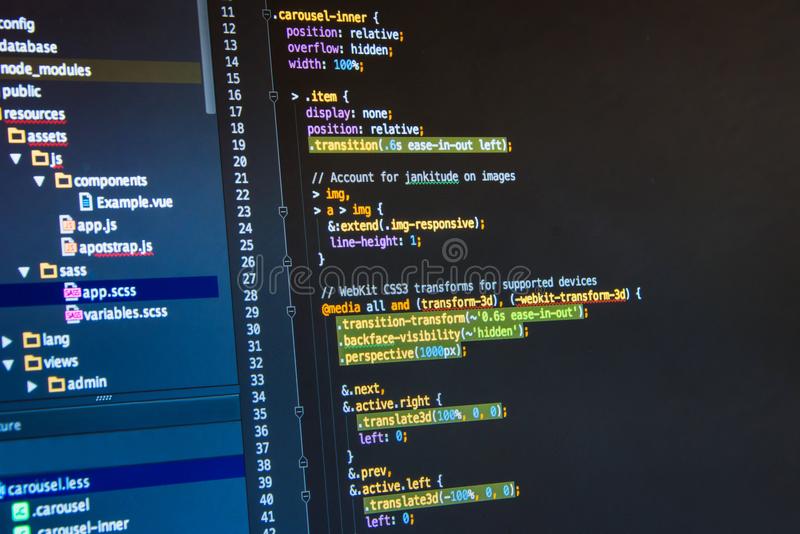 config
database
node_modules
public
resources
assets
js
components
Example.vue
app.js
apotstrap.js
sass
app.scss
variables.scss
lang
views
admin
ture
carousel.less
.carousel
.carousel-inner
11 .carousel-inner {
12 position: relative;
13 overflow: hidden;
14 width: 100%;
15
16 > .item {
17 display: none;
18 position: relative;
19 .transition(.6s ease-in-out left);
20
21 // Account for jankitude on images
22 > img,
23 > a > img {
24 &:extend(.img-responsive);
25 line-height: 1;
26 }
27
28 // WebKit CSS3 transforms for supported devices
29 @media all and (transform-3d), (-webkit-transform-3d) {
30 .transition-transform(~'0.6s ease-in-out');
31 .backface-visibility(~'hidden');
32 .perspective(1000px);
33
34 &.next,
35 &.active.right {
36 .translate3d(100%, 0, 0);
37 left: 0;
38 }
39 &.prev,
40 &.active.left {
41 .translate3d(-100%, 0, 0);
42 left: 0;
dreamstime